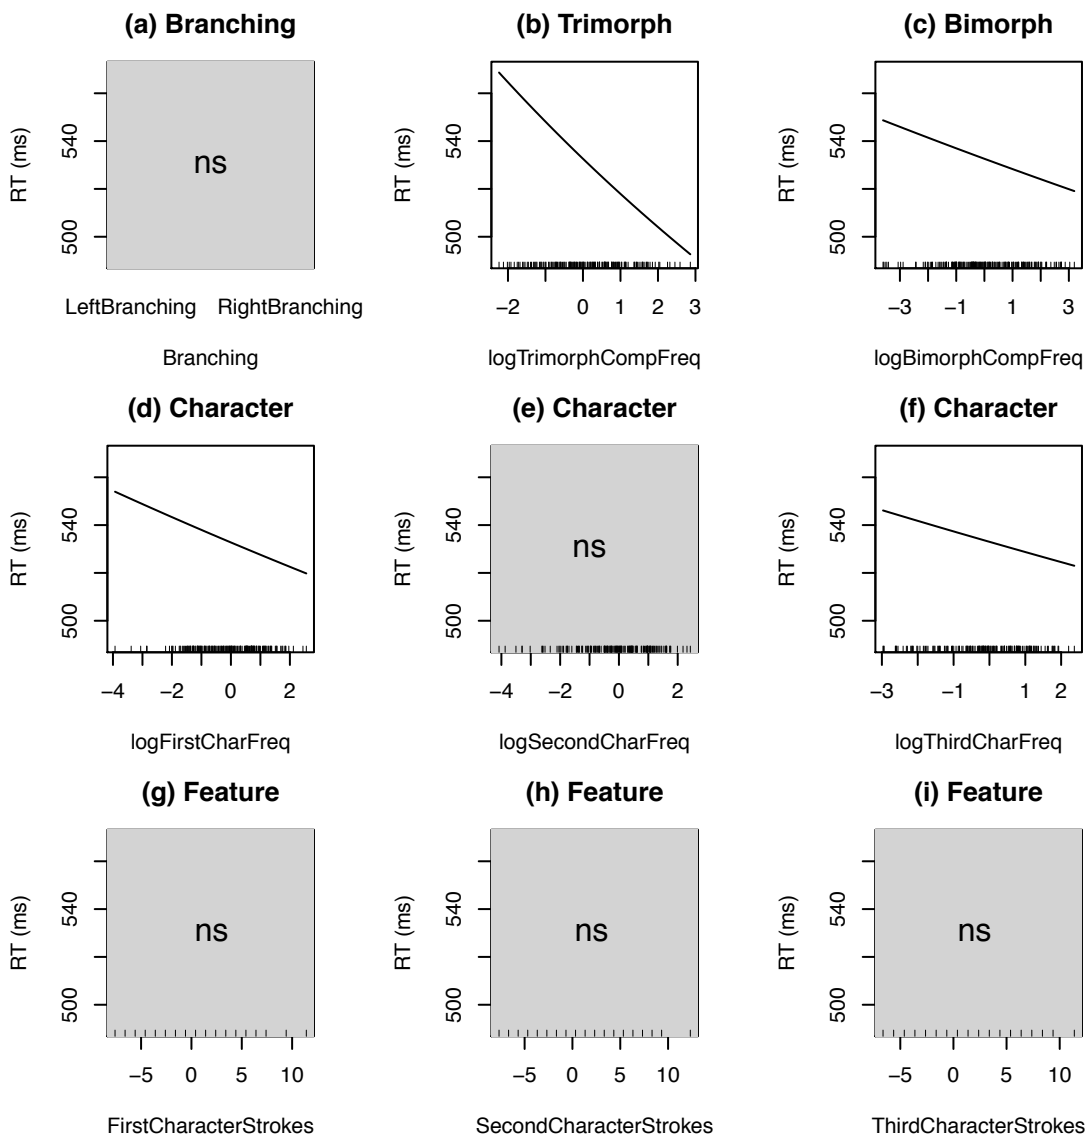 (a) Branching
RT (ms)
540
500
ns
LeftBranching RightBranching
Branching
(b) Trimorph
RT (ms)
540
500
−2 0 1 2 3
logTrimorphCompFreq
(c) Bimorph
RT (ms)
540
500
−3 −1 1 3
logBimorphCompFreq
(d) Character
RT (ms)
540
500
−4 −2 0 2
logFirstCharFreq
(e) Character
RT (ms)
540
500
ns
−4 −2 0 2
logSecondCharFreq
(f) Character
RT (ms)
540
500
−3 −1 1 2
logThirdCharFreq
(g) Feature
RT (ms)
540
500
ns
−5 0 5 10
FirstCharacterStrokes
(h) Feature
RT (ms)
540
500
ns
−5 0 5 10
SecondCharacterStrokes
(i) Feature
RT (ms)
540
500
ns
−5 0 5 10
ThirdCharacterStrokes